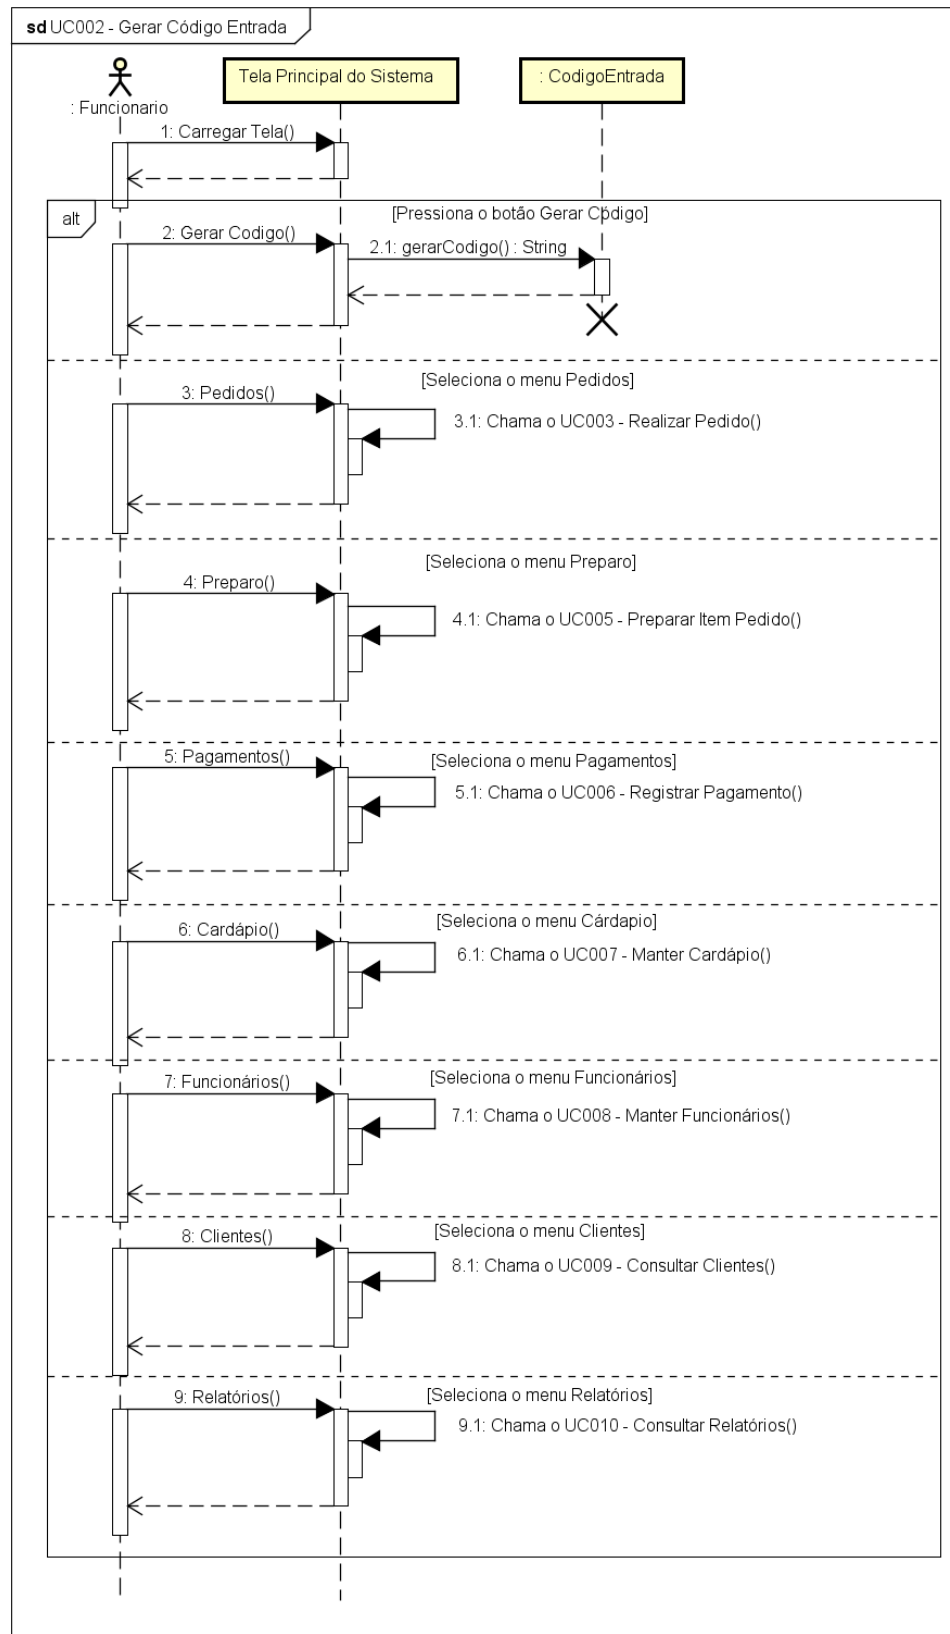 sd UC002 - Gerar Código Entrada
: Funcionario
Tela Principal do Sistema
: CodigoEntrada
1: Carregar Tela()
alt
[Pressiona o botão Gerar Código]
2: Gerar Codigo()
2.1: gerarCodigo() : String
[Seleciona o menu Pedidos]
3: Pedidos()
3.1: Chama o UC003 - Realizar Pedido()
[Seleciona o menu Preparo]
4: Preparo()
4.1: Chama o UC005 - Preparar Item Pedido()
5: Pagamentos()
[Seleciona o menu Pagamentos]
5.1: Chama o UC006 - Registrar Pagamento()
[Seleciona o menu Cárdapio]
6: Cardápio()
6.1: Chama o UC007 - Manter Cardápio()
[Seleciona o menu Funcionários]
7: Funcionários()
7.1: Chama o UC008 - Manter Funcionários()
[Seleciona o menu Clientes]
8: Clientes()
8.1: Chama o UC009 - Consultar Clientes()
[Seleciona o menu Relatórios]
9: Relatórios()
9.1: Chama o UC010 - Consultar Relatórios()